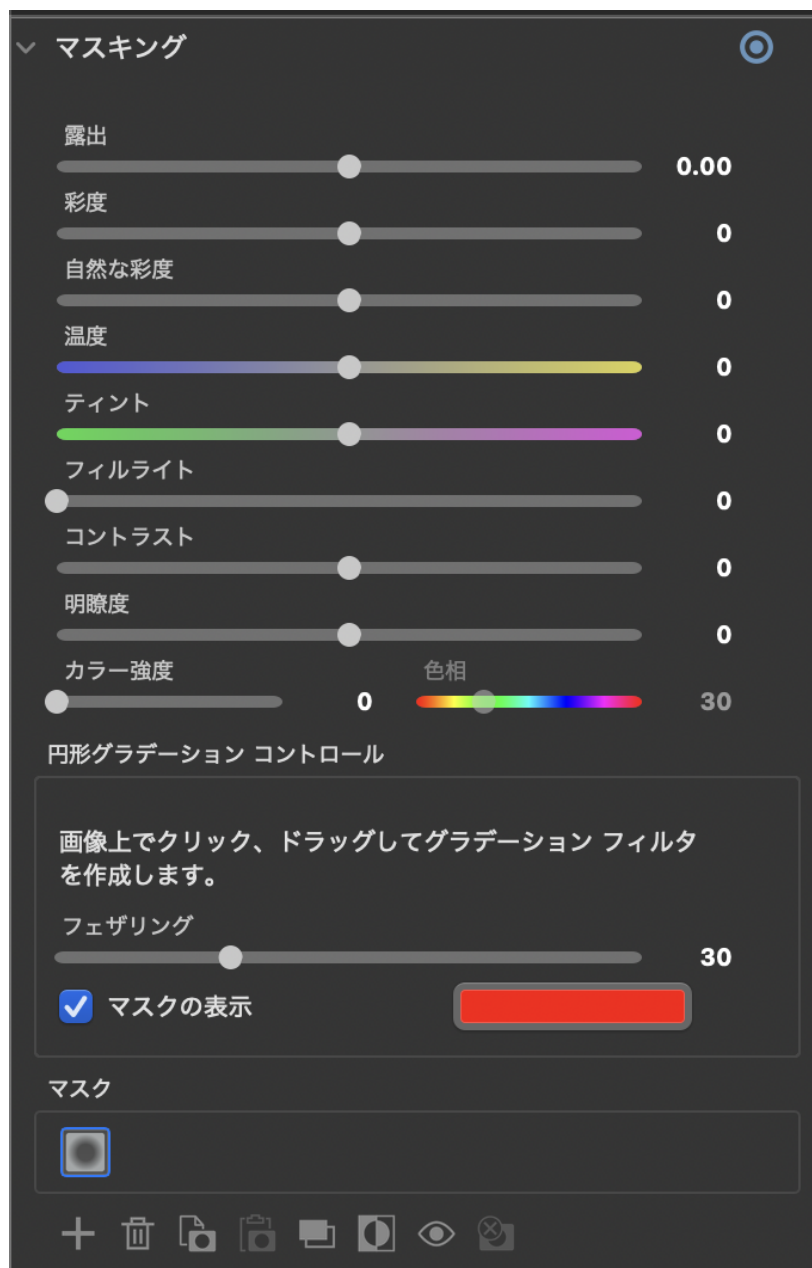 マスキング
露出
0.00
彩度
0
自然な彩度
0
温度
0
ティント
0
フィルライト
0
コントラスト
0
明瞭度
0
カラー強度 色相
0 30
円形グラデーション コントロール
画像上でクリック、ドラッグしてグラデーション フィルタ
を作成します。
フェザリング
30
マスクの表示
マスク